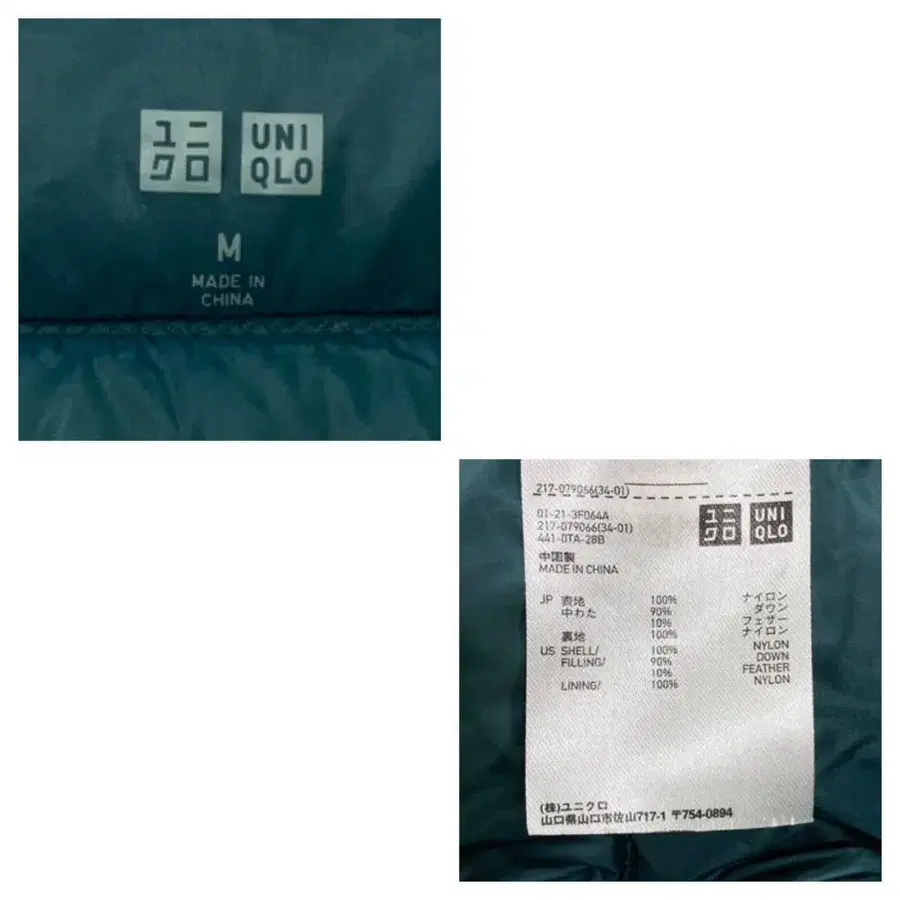 ユニ
クロ
UNI
QLO
M
MADE IN
CHINA
217-079066(34-01)
01-21-3F064A
217-079066(34-01)
441-DTA-28B
ユニ
クロ
UNI
QLO
中国製
MADE IN CHINA
JP 表地 100% ナイロン
中わた 90% ダウン
10% フェザー
裏地 100% ナイロン
US SHELL/ 100% NYLON
FILLING/ 90% DOWN
10% FEATHER
LINING/ 100% NYLON
(株)ユニクロ
山口県山口市佐山717-1 〒754-0894